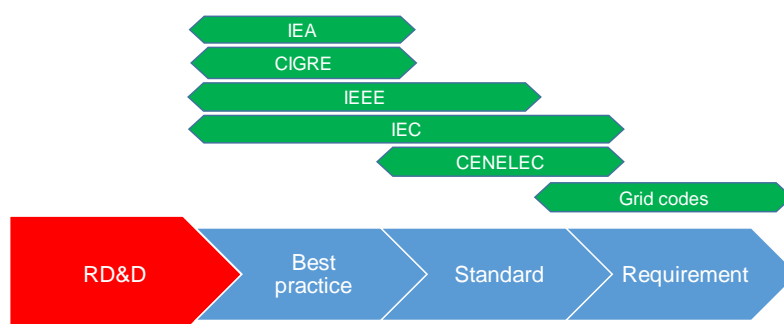 IEA
CIGRE
IEEE
IEC
CENELEC
Grid codes
RD&D
Best
practice
Standard
Requirement